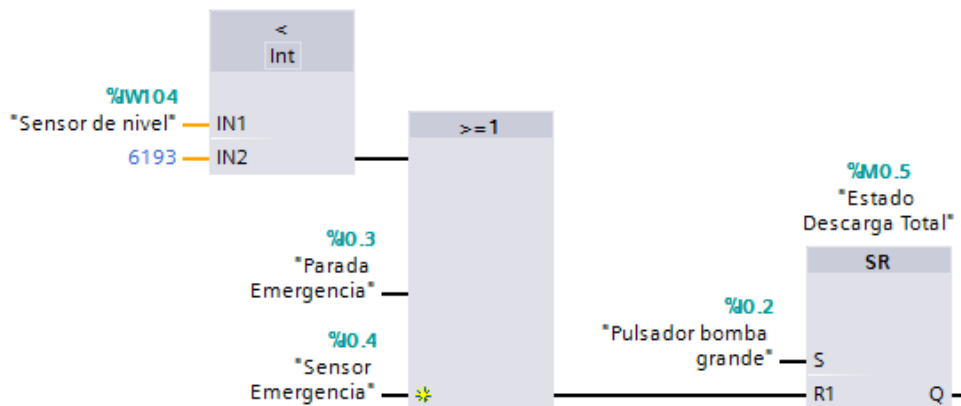 <
Int
%IW104
"Sensor de nivel"
IN1
6193
IN2
>=1
%I0.3
"Parada
Emergencia"
%I0.4
"Sensor
Emergencia"
%M0.5
"Estado
Descarga Total"
SR
%I0.2
"Pulsador bomba
grande"
S
R1
Q